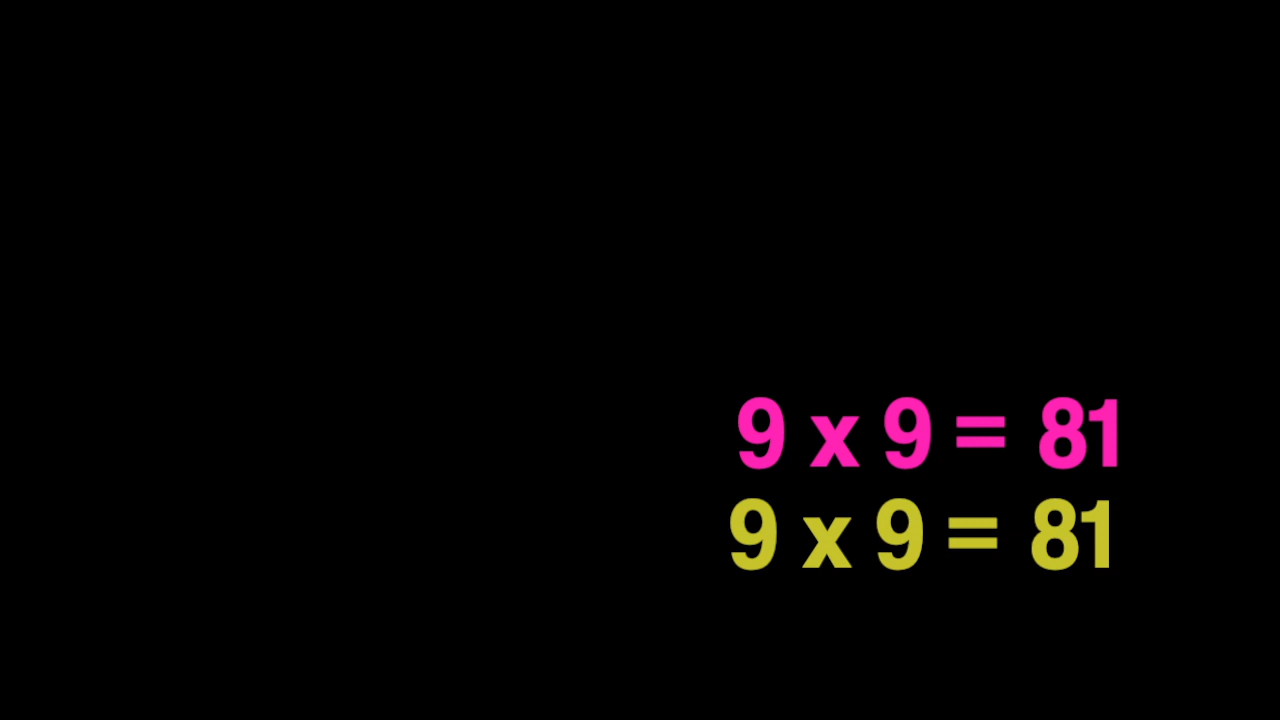 9 x 9 = 81
9 x 9 = 81